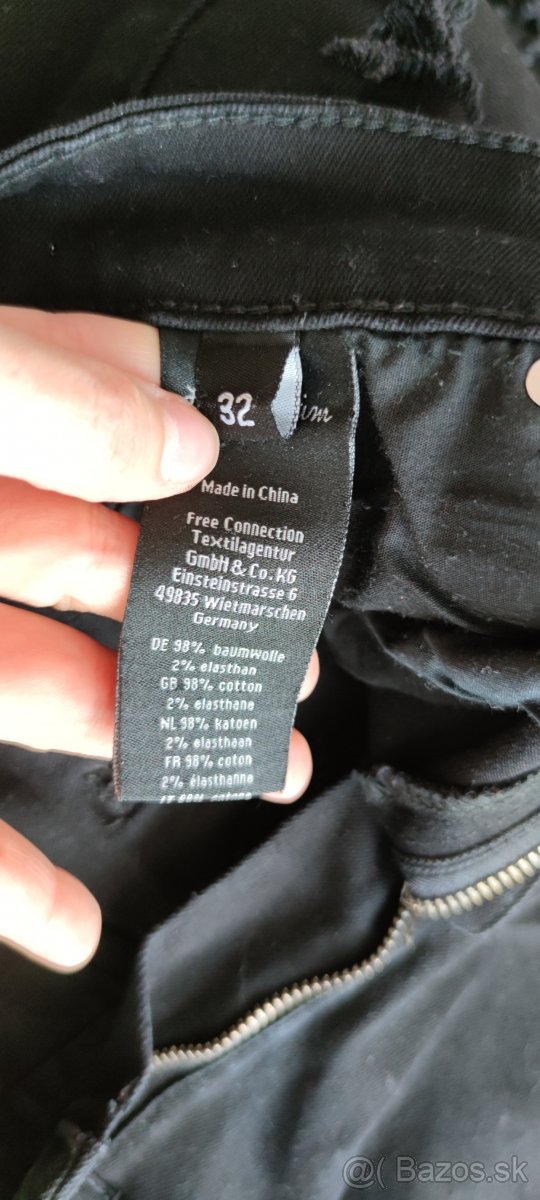 32
Made in China
Free Connection
Textilagentur
GmbH & Co. KG
Einsteinstrasse 6
49835 Wietmarschen
Germany
DE 98% baumwolle
2% elasthan
GB 98% cotton
2% elasthane
NL 98% katoen
2% elasthaan
FR 98% coton
2% élasthanne
@( Bazos.sk